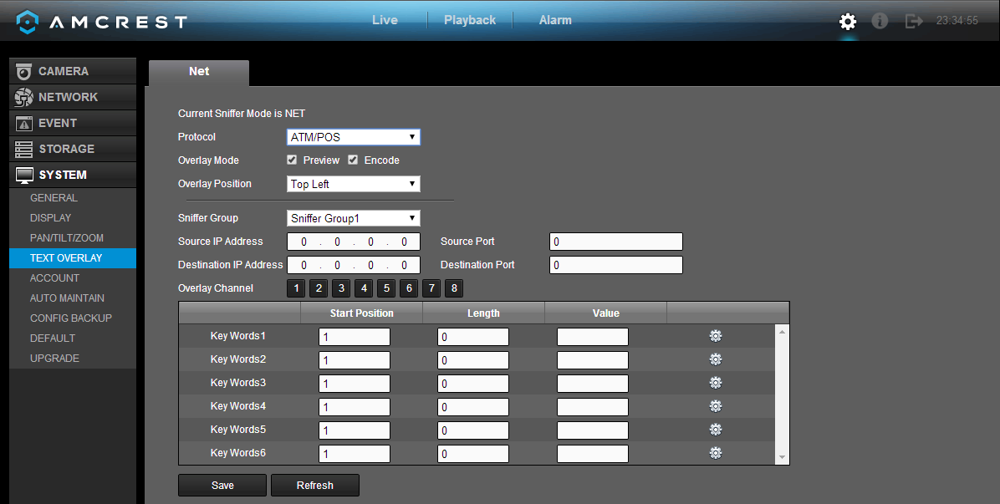 AMCREST Live Playback Alarm 23:34:55
CAMERA
NETWORK
EVENT
STORAGE
SYSTEM
GENERAL
DISPLAY
PAN/TILT/ZOOM
TEXT OVERLAY
ACCOUNT
AUTO MAINTAIN
CONFIG BACKUP
DEFAULT
UPGRADE
Net
Current Sniffer Mode is NET
Protocol ATM/POS
Overlay Mode Preview Encode
Overlay Position Top Left
Sniffer Group Sniffer Group1
Source IP Address 0 . 0 . 0 . 0 Source Port 0
Destination IP Address 0 . 0 . 0 . 0 Destination Port 0
Overlay Channel 1 2 3 4 5 6 7 8
Start Position Length Value
Key Words1 1 0
Key Words2 1 0
Key Words3 1 0
Key Words4 1 0
Key Words5 1 0
Key Words6 1 0
Save Refresh